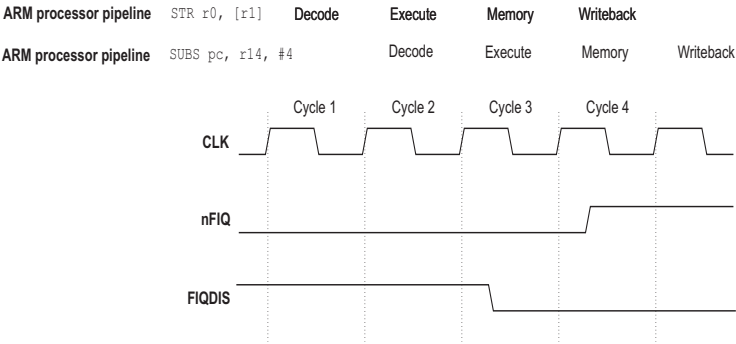 ARM processor pipeline STR r0, [r1] Decode Execute Memory Writeback
ARM processor pipeline SUBS pc, r14, #4 Decode Execute Memory Writeback
Cycle 1 Cycle 2 Cycle 3 Cycle 4
CLK
nFIQ
FIQDIS